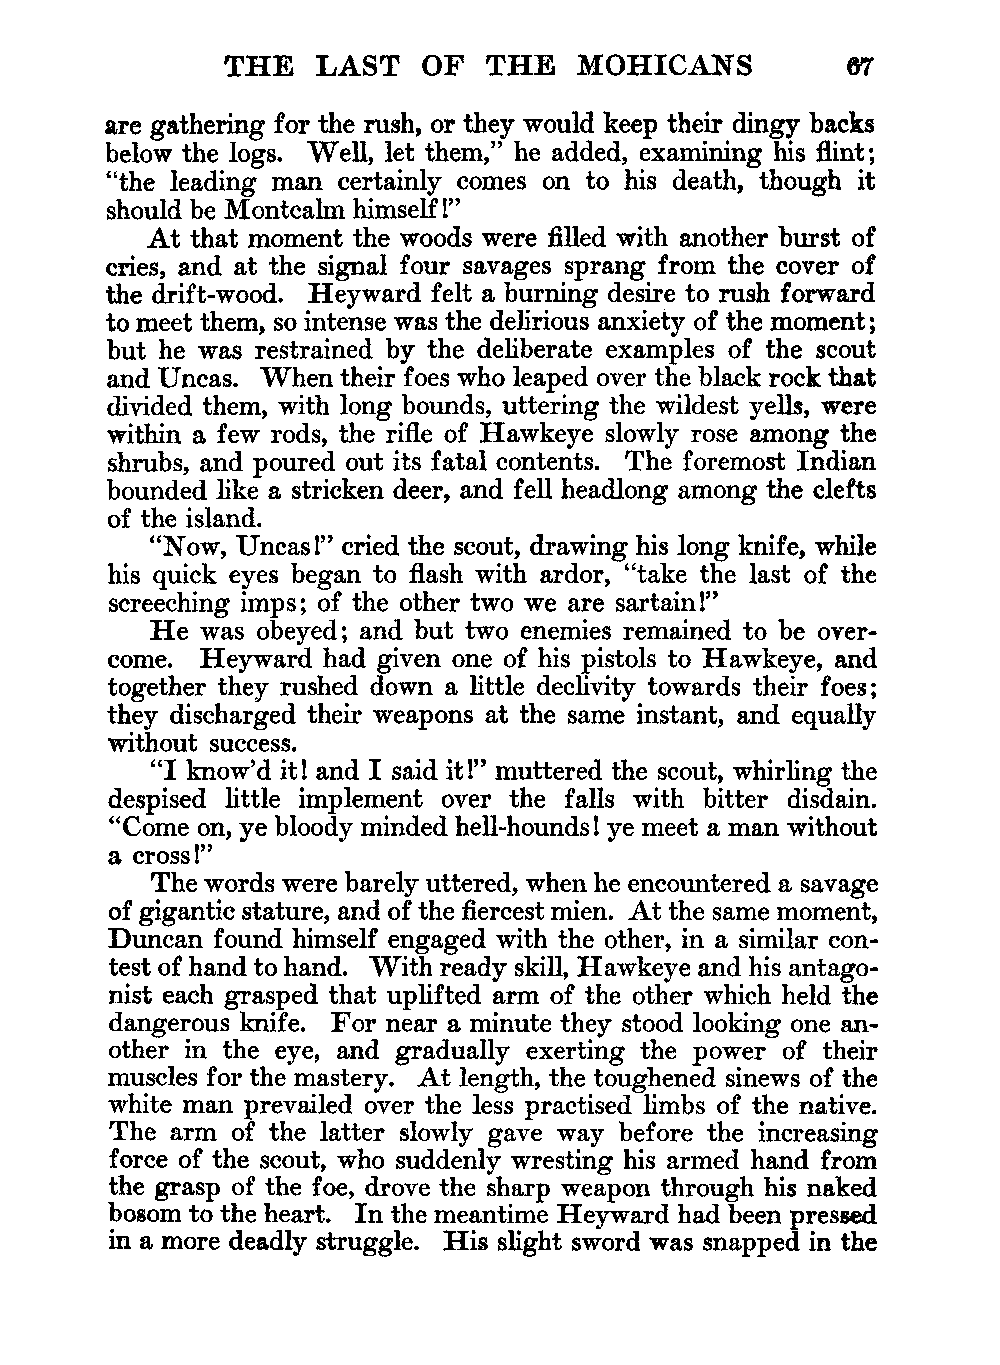 THE LAST OF THE MOHICANS 67
are gathering for the rush, or they would keep their dingy backs
below the logs. Well, let them,” he added, examining his flint;
“the leading man certainly comes on to his death, though it
should be Montcalm himself!”
At that moment the woods were filled with another burst of
cries, and at the signal four savages sprang from the cover of
the drift-wood. Heyward felt a burning desire to rush forward
to meet them, so intense was the delirious anxiety of the moment;
but he was restrained by the deliberate examples of the scout
and Uncas. When their foes who leaped over the black rock that
divided them, with long bounds, uttering the wildest yells, were
within a few rods, the rifle of Hawkeye slowly rose among the
shrubs, and poured out its fatal contents. The foremost Indian
bounded like a stricken deer, and fell headlong among the clefts
of the island.
“Now, Uncas!” cried the scout, drawing his long knife, while
his quick eyes began to flash with ardor, “take the last of the
screeching imps; of the other two we are sartain!”
He was obeyed; and but two enemies remained to be over-
come. Heyward had given one of his pistols to Hawkeye, and
together they rushed down a little declivity towards their foes;
they discharged their weapons at the same instant, and equally
without success.
“I know’d it! and I said it!” muttered the scout, whirling the
despised little implement over the falls with bitter disdain.
“Come on, ye bloody minded hell-hounds! ye meet a man without
a cross!”
The words were barely uttered, when he encountered a savage
of gigantic stature, and of the fiercest mien. At the same moment,
Duncan found himself engaged with the other, in a similar con-
test of hand to hand. With ready skill, Hawkeye and his antago-
nist each grasped that uplifted arm of the other which held the
dangerous knife. For near a minute they stood looking one an-
other in the eye, and gradually exerting the power of their
muscles for the mastery. At length, the toughened sinews of the
white man prevailed over the less practised limbs of the native.
The arm of the latter slowly gave way before the increasing
force of the scout, who suddenly wresting his armed hand from
the grasp of the foe, drove the sharp weapon through his naked
bosom to the heart. In the meantime Heyward had been pressed
in a more deadly struggle. His slight sword was snapped in the